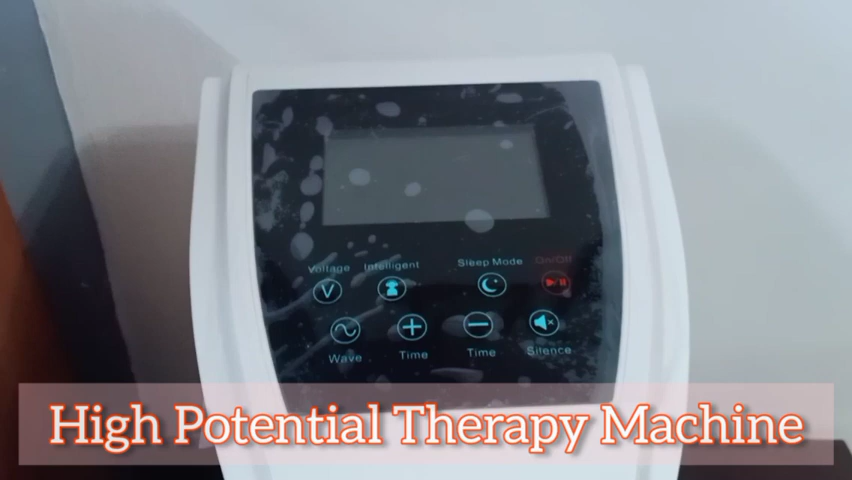 Voltage Intelligent Sleep Mode On/Off
V
Wave Time Time Silence
High Potential Therapy Machine